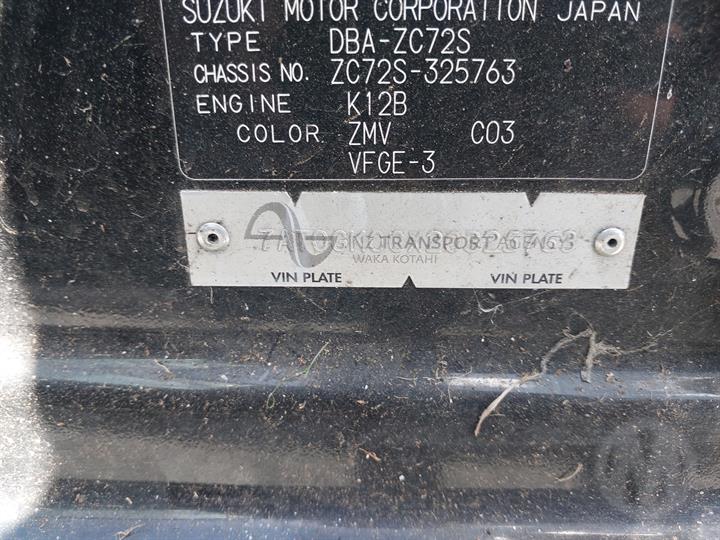 SUZUKI MOTOR CORPORATION JAPAN
TYPE DBA-ZC72S
CHASSIS NO. ZC72S-325763
ENGINE K12B
COLOR ZMV C03
VFGE-3
NZ TRANSPORT AGENCY
WAKA KOTAHI
VIN PLATE VIN PLATE